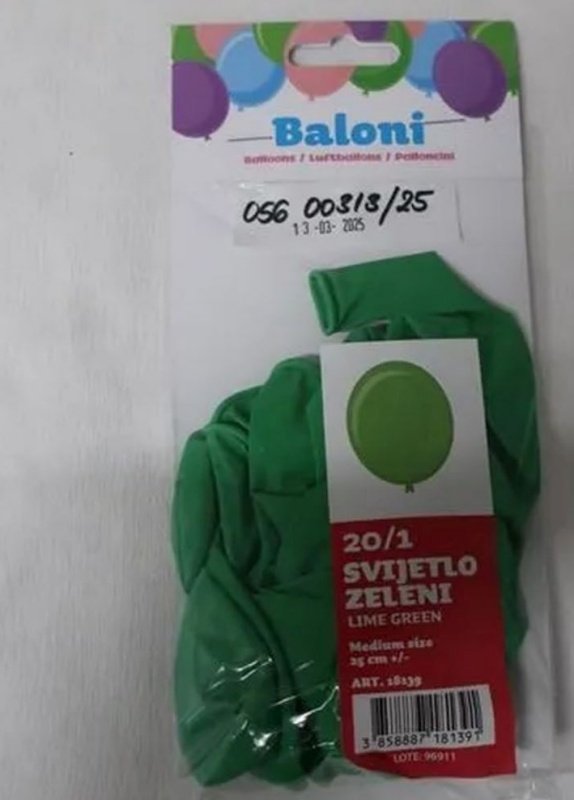 Baloni
Balloons / Luftballons / Palloncini
056 00313/25
13-03-2025
20/1
SVIJETLO
ZELENI
LIME GREEN
Medium size
25 cm +/-
ART. 18139
3 858887 181391
LOTE: 96911